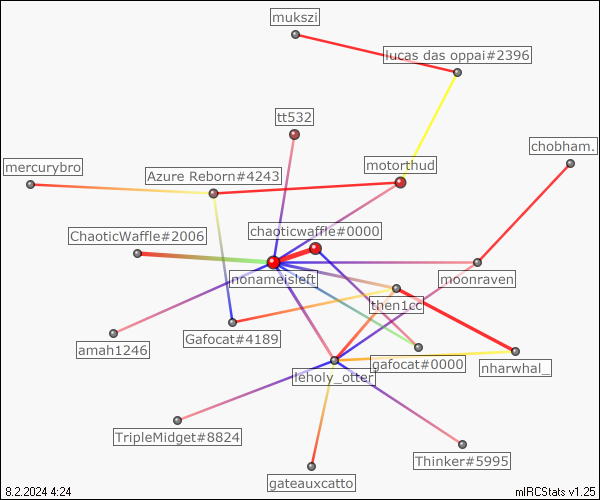 mukszi
lucas das oppai#2396
tt532
chobham.
motorthud
mercurybro
Azure Reborn#4243
chaoticwaffle#0000
ChaoticWaffle#2006
nonameisleft
moonraven
then1cc
Gafocat#4189
amah1246
gafocat#0000
nharwhal_
leholy_otter
TripleMidget#8824
Thinker#5995
gateauxcatto
8.2.2024 4:24
mIRCStats v1.25